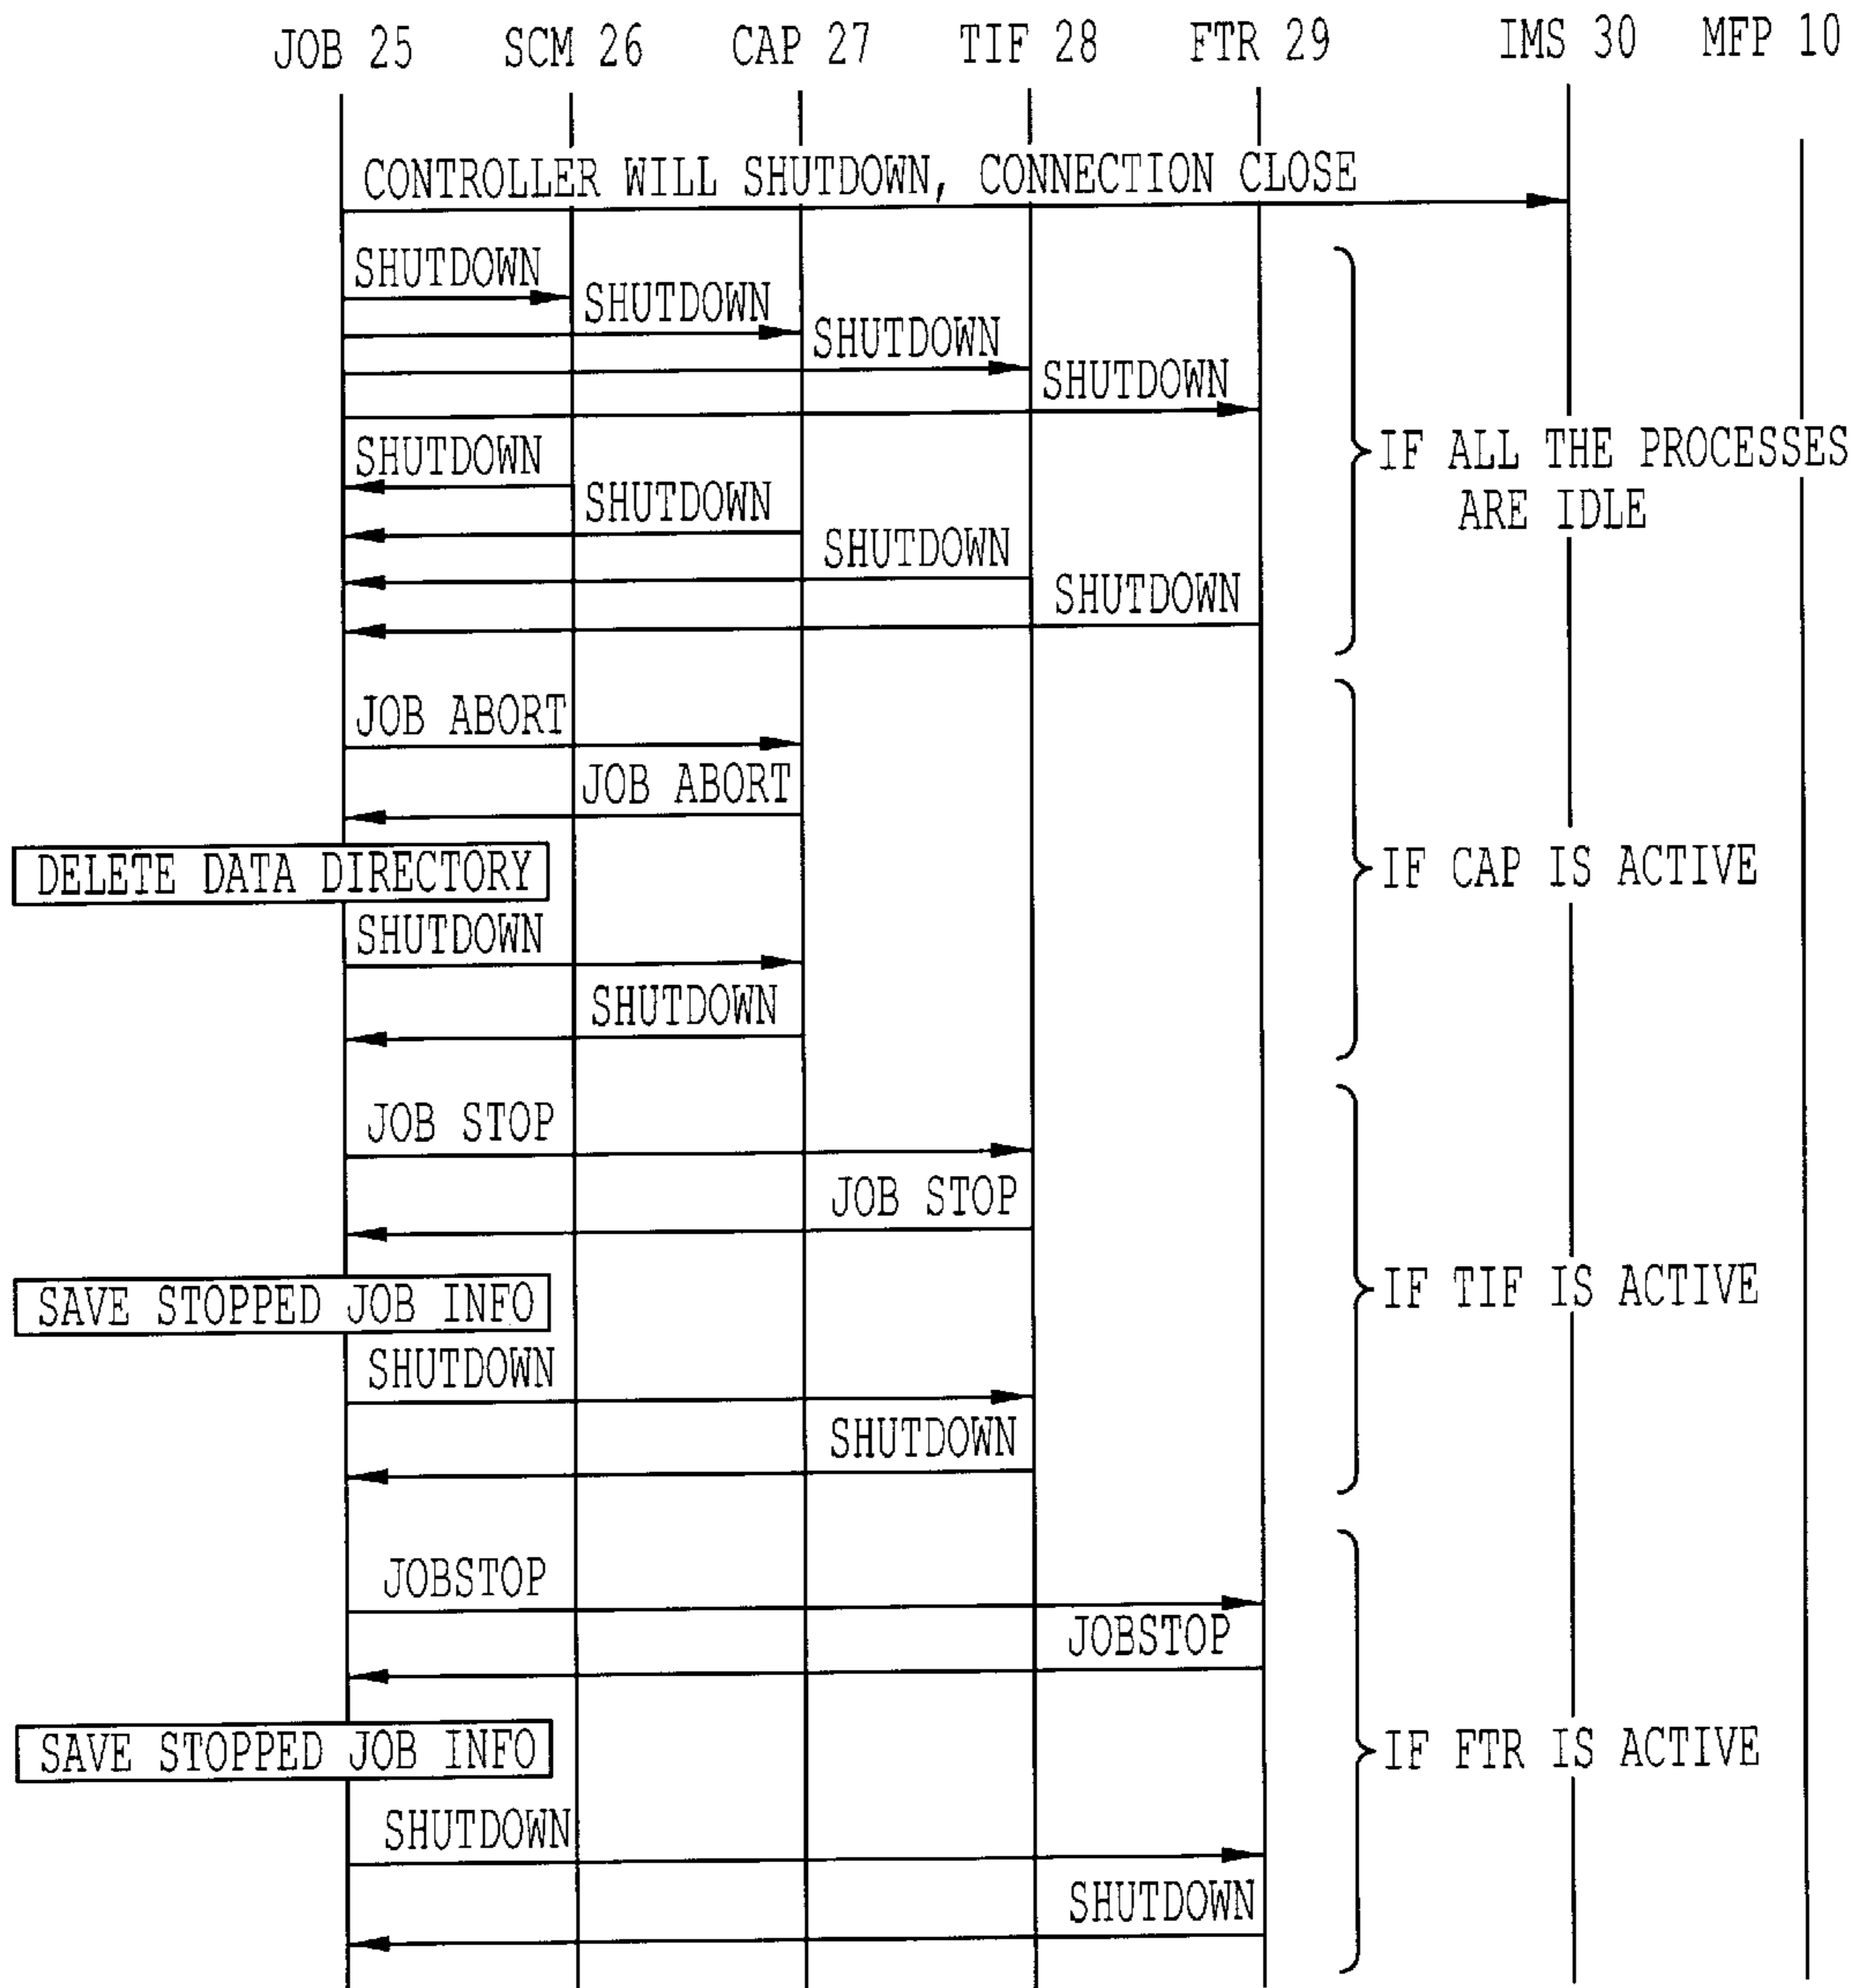 JOB 25 SCM 26 CAP 27 TIF 28 FTR 29 IMS 30 MFP 10
CONTROLLER WILL SHUTDOWN, CONNECTION CLOSE
SHUTDOWN
SHUTDOWN
SHUTDOWN
SHUTDOWN
IF ALL THE PROCESSES
ARE IDLE
SHUTDOWN
SHUTDOWN
SHUTDOWN
SHUTDOWN
JOB ABORT
JOB ABORT
DELETE DATA DIRECTORY
IF CAP IS ACTIVE
SHUTDOWN
SHUTDOWN
JOB STOP
JOB STOP
SAVE STOPPED JOB INFO
IF TIF IS ACTIVE
SHUTDOWN
SHUTDOWN
JOBSTOP
JOBSTOP
SAVE STOPPED JOB INFO
IF FTR IS ACTIVE
SHUTDOWN
SHUTDOWN